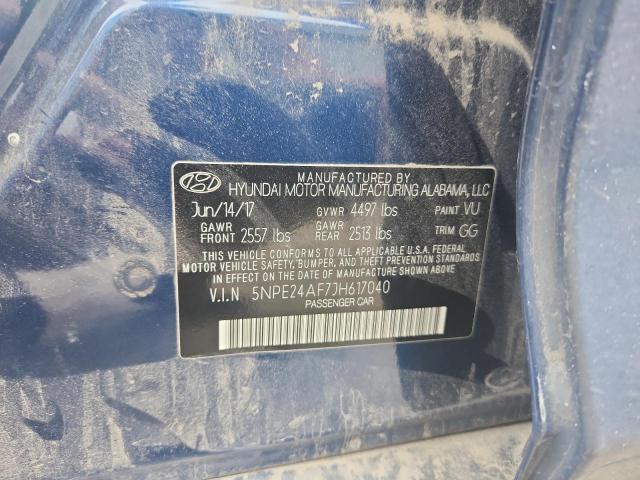 MANUFACTURED BY
HYUNDAI MOTOR MANUFACTURING ALABAMA, LLC
Jun/14/17 GVWR 4497 lbs PAINT VU
GAWR FRONT 2557 lbs GAWR REAR 2513 lbs TRIM GG
THIS VEHICLE CONFORMS TO ALL APPLICABLE U.S.A. FEDERAL
MOTOR VEHICLE SAFETY, BUMPER, AND THEFT PREVENTION STANDARDS
IN EFFECT ON THE DATE OF MANUFACTURE SHOWN ABOVE.
V.I.N 5NPE24AF7JH617040
PASSENGER CAR